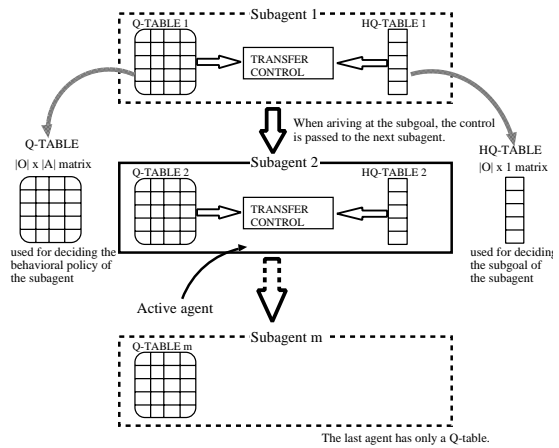 Subagent 1
Q-TABLE 1
HQ-TABLE 1
TRANSFER
CONTROL
When ariving at the subgoal, the control
is passed to the next subagent.
Q-TABLE
|O| x |A| matrix
used for deciding the
behavioral policy of
the subagent
HQ-TABLE
|O| x 1 matrix
used for deciding
the subgoal of
the subagent
Subagent 2
Q-TABLE 2
HQ-TABLE 2
TRANSFER
CONTROL
Active agent
Subagent m
Q-TABLE m
The last agent has only a Q-table.